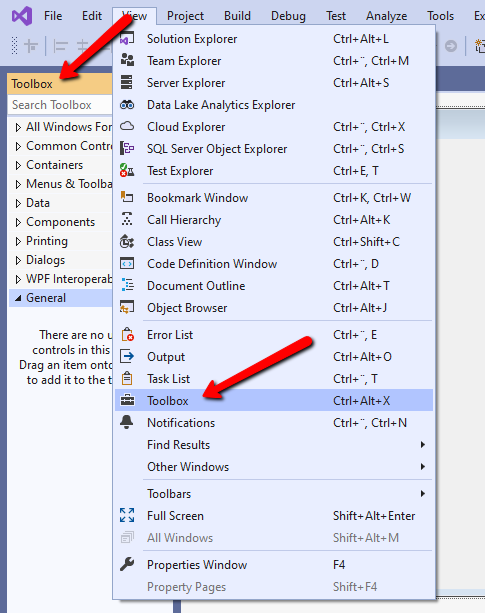 File Edit View Project Build Debug Test Analyze Tools
Toolbox
Search Toolbox
All Windows For
Common Contr
Containers
Menus & Toolba
Data
Components
Printing
Dialogs
WPF Interoperab
General
There are no u
controls in this
Drag an item onto
to add it to the t
Solution Explorer Ctrl+Alt+L
Team Explorer Ctrl+¨, Ctrl+M
Server Explorer Ctrl+Alt+S
Data Lake Analytics Explorer
Cloud Explorer Ctrl+¨, Ctrl+X
SQL Server Object Explorer Ctrl+¨, Ctrl+S
Test Explorer Ctrl+E, T
Bookmark Window Ctrl+K, Ctrl+W
Call Hierarchy Ctrl+Alt+K
Class View Ctrl+Shift+C
Code Definition Window Ctrl+¨, D
Document Outline Ctrl+Alt+T
Object Browser Ctrl+Alt+J
Error List Ctrl+¨, E
Output Ctrl+Alt+O
Task List Ctrl+¨, T
Toolbox Ctrl+Alt+X
Notifications Ctrl+¨, Ctrl+N
Find Results
Other Windows
Toolbars
Full Screen Shift+Alt+Enter
All Windows Shift+Alt+M
Properties Window F4
Property Pages Shift+F4